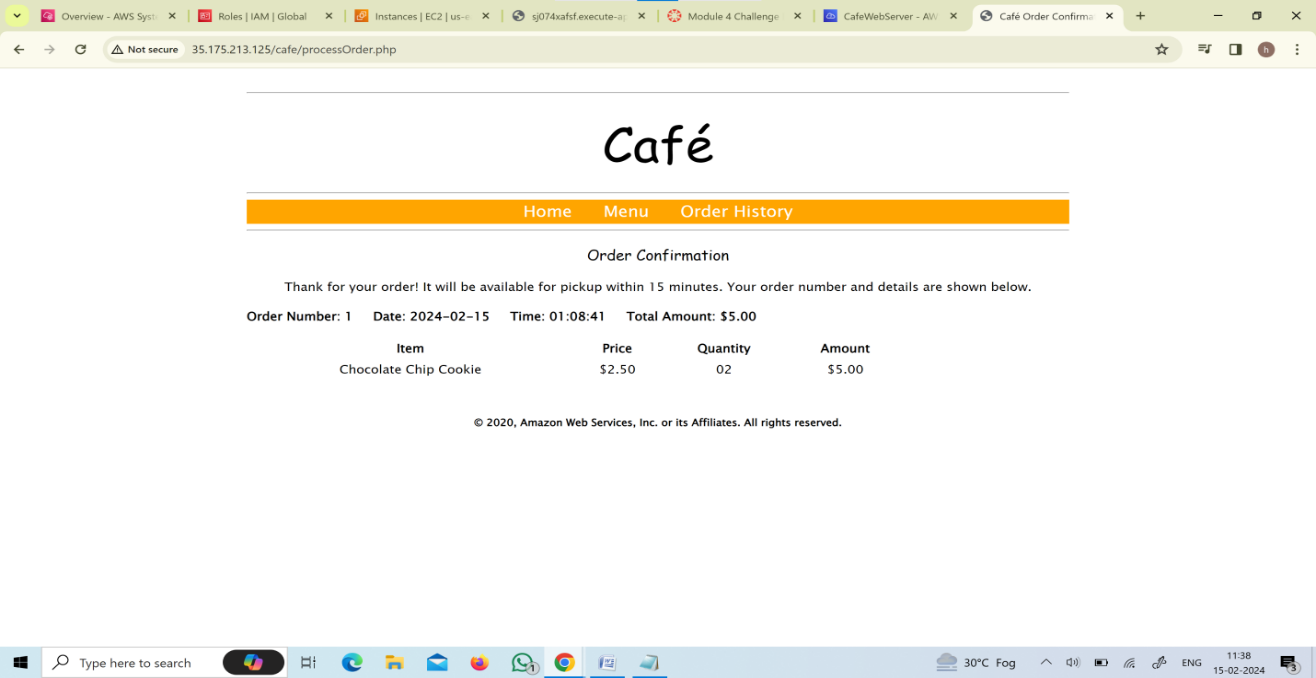 Overview - AWS Syst
Roles | IAM | Global
Instances | EC2 | us-e
sj074xafsf.execute-ap
Module 4 Challenge
CafeWebServer - AW
Café Order Confirma
Not secure
35.175.213.125/cafe/processOrder.php
h
Café
Home Menu Order History
Order Confirmation
Thank for your order! It will be available for pickup within 15 minutes. Your order number and details are shown below.
Order Number: 1 Date: 2024-02-15 Time: 01:08:41 Total Amount: $5.00
Item Price Quantity Amount
Chocolate Chip Cookie $2.50 02 $5.00
© 2020, Amazon Web Services, Inc. or its Affiliates. All rights reserved.
Type here to search
1
30°C Fog
ENG
11:38
15-02-2024
3